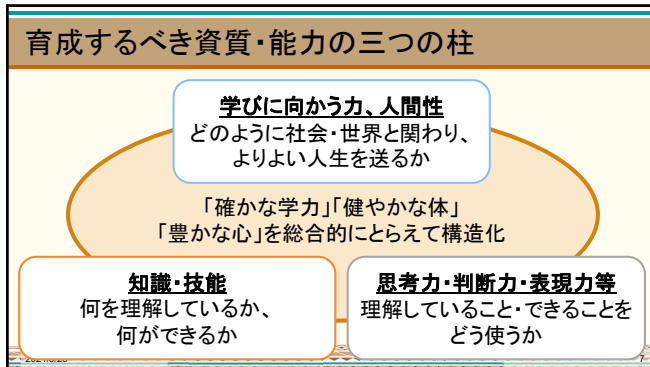 育成するべき資質・能力の三つの柱
学びに向かう力、人間性
どのように社会・世界と関わり、
よりよい人生を送るか
「確かな学力」「健やかな体」
「豊かな心」を総合的にとらえて構造化
知識・技能
何を理解しているか、
何ができるか
思考力・判断力・表現力等
理解していること・できることを
どう使うか
7